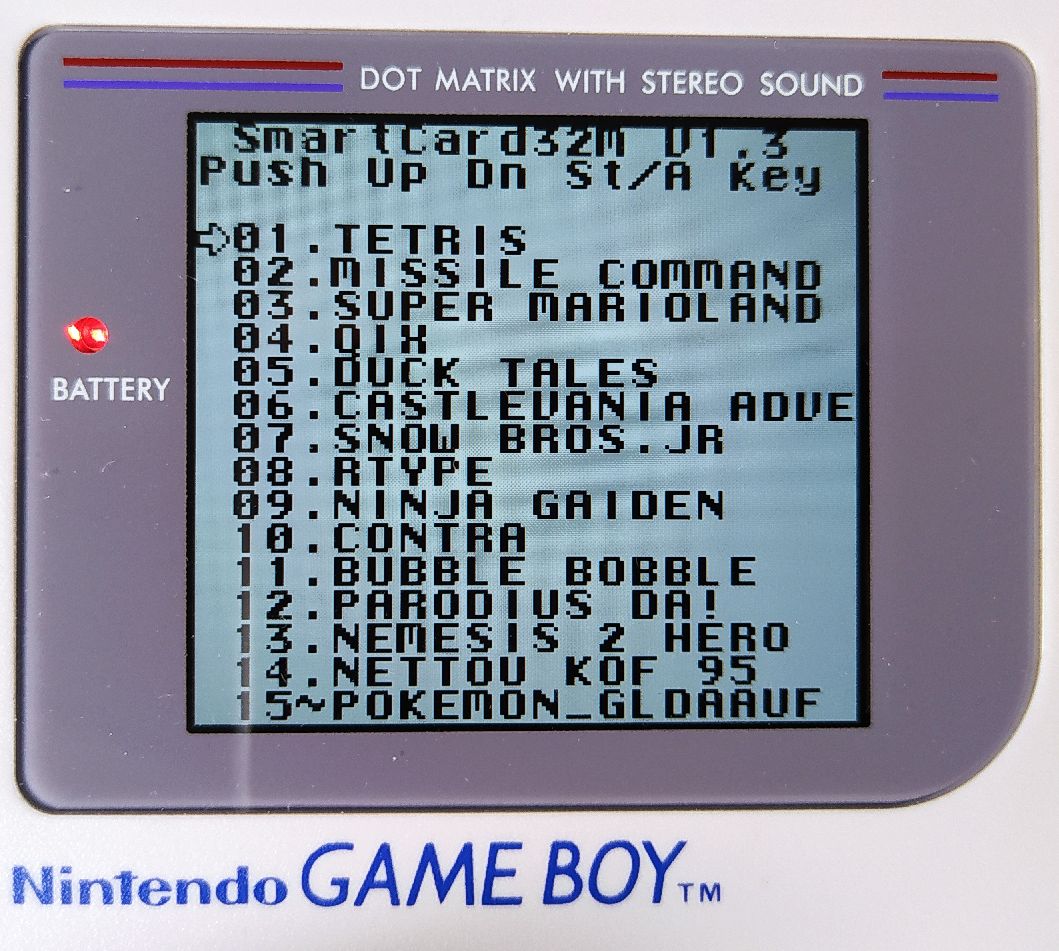 DOT MATRIX WITH STEREO SOUND
SmartCard32M V1.3
Push Up Dn St/A Key
01.TETRIS
02.MISSILE COMMAND
03.SUPER MARIOLAND
04.QIX
05.DUCK TALES
06.CASTLEVANIA ADVE
07.SNOW BROS.JR
08.RTYPE
09.NINJA GAIDEN
10.CONTRA
11.BUBBLE BOBBLE
12.PARODIUS DA!
13.NEMESIS 2 HERO
14.NETTOU KOF 95
15~POKEMON_GLDAAUF
BATTERY
Nintendo GAME BOY TM